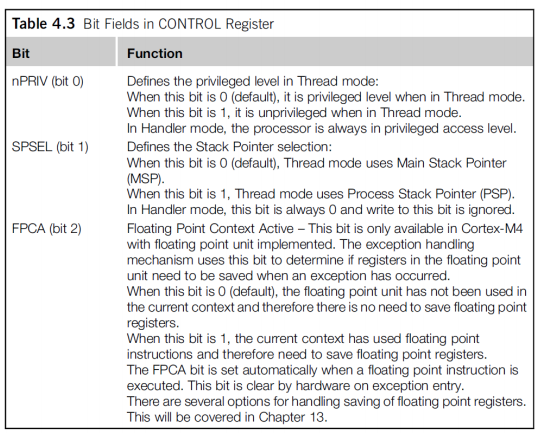 Table 4.3 Bit Fields in CONTROL Register
Bit Function
nPRIV (bit 0) Defines the privileged level in Thread mode:
When this bit is 0 (default), it is privileged level when in Thread mode.
When this bit is 1, it is unprivileged when in Thread mode.
In Handler mode, the processor is always in privileged access level.
SPSEL (bit 1) Defines the Stack Pointer selection:
When this bit is 0 (default), Thread mode uses Main Stack Pointer
(MSP).
When this bit is 1, Thread mode uses Process Stack Pointer (PSP).
In Handler mode, this bit is always 0 and write to this bit is ignored.
FPCA (bit 2) Floating Point Context Active – This bit is only available in Cortex-M4
with floating point unit implemented. The exception handling
mechanism uses this bit to determine if registers in the floating point
unit need to be saved when an exception has occurred.
When this bit is 0 (default), the floating point unit has not been used in
the current context and therefore there is no need to save floating point
registers.
When this bit is 1, the current context has used floating point
instructions and therefore need to save floating point registers.
The FPCA bit is set automatically when a floating point instruction is
executed. This bit is clear by hardware on exception entry.
There are several options for handling saving of floating point registers.
This will be covered in Chapter 13.